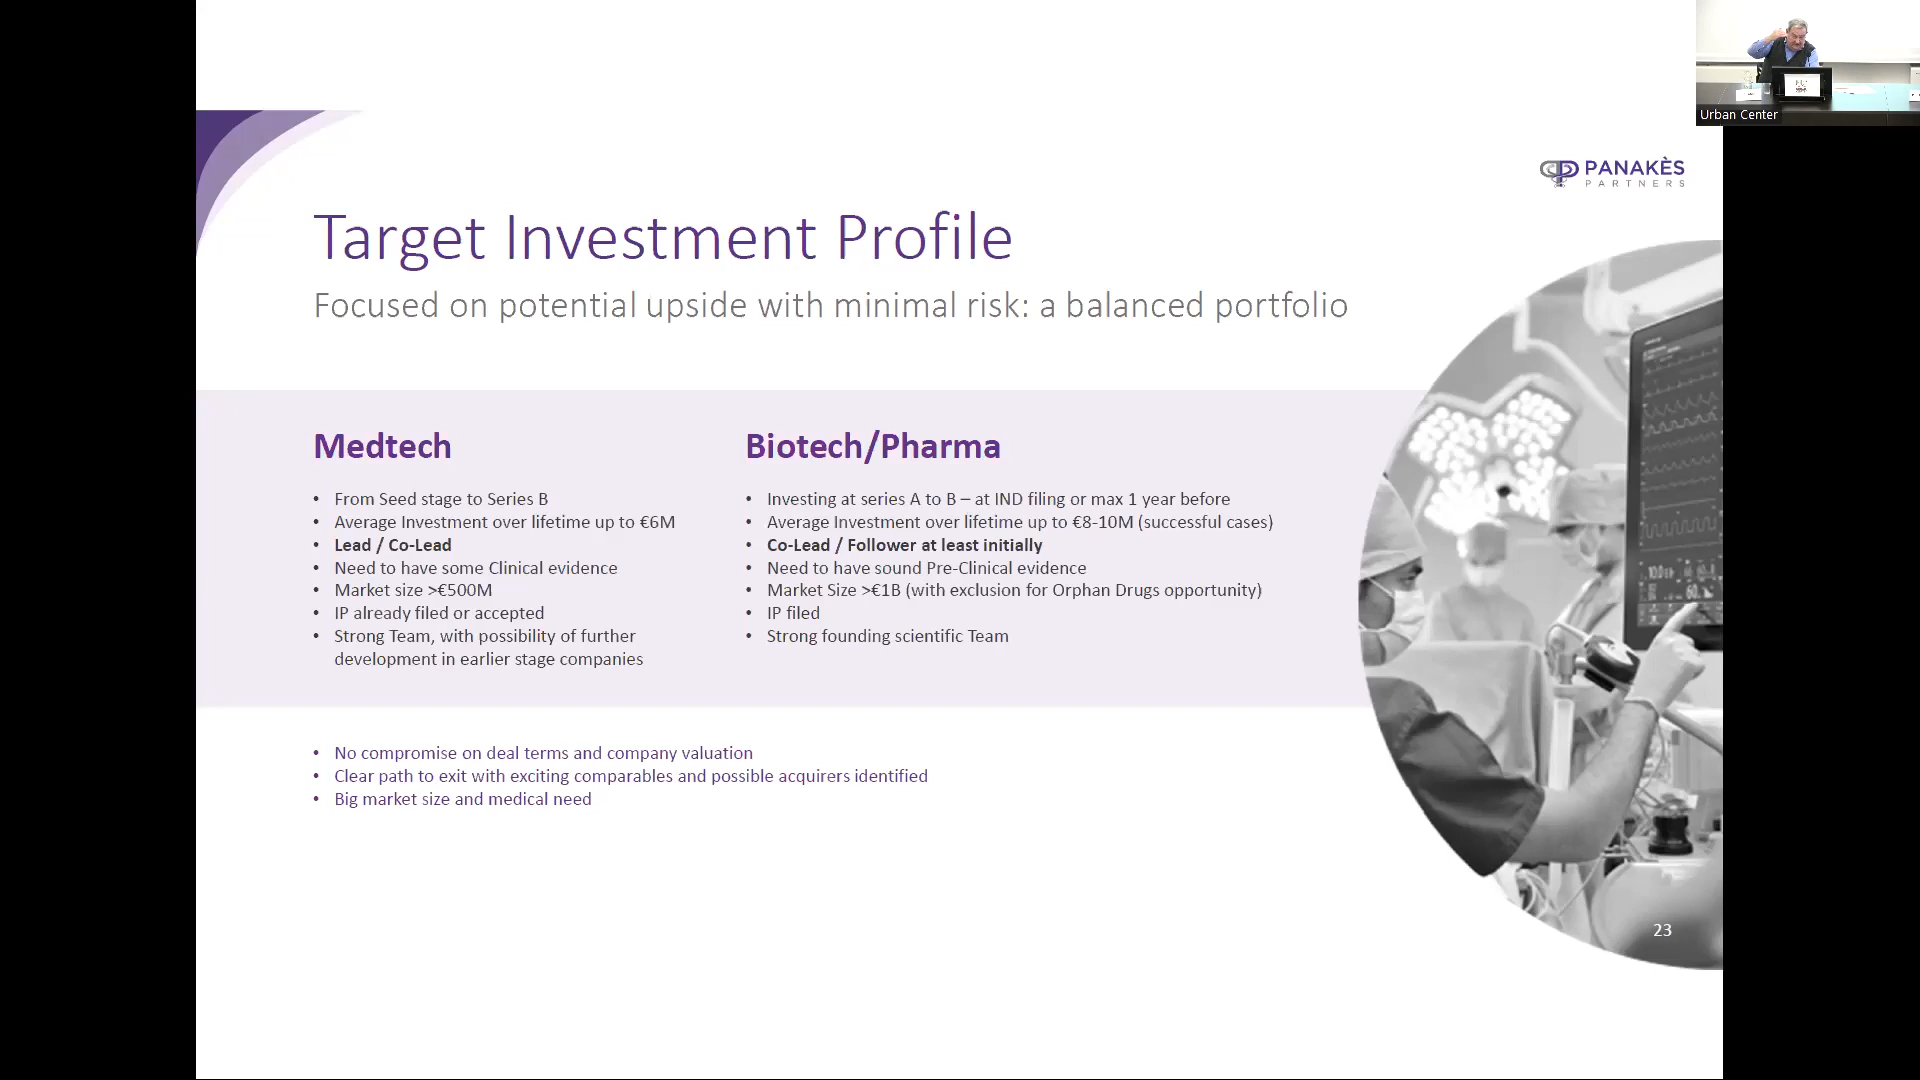 Urban Center
PANAKÈS
PARTNERS
Target Investment Profile
Focused on potential upside with minimal risk: a balanced portfolio
Medtech
• From Seed stage to Series B
• Average Investment over lifetime up to €6M
• Lead / Co-Lead
• Need to have some Clinical evidence
• Market size >€500M
• IP already filed or accepted
• Strong Team, with possibility of further
development in earlier stage companies
Biotech/Pharma
• Investing at series A to B – at IND filing or max 1 year before
• Average Investment over lifetime up to €8-10M (successful cases)
• Co-Lead / Follower at least initially
• Need to have sound Pre-Clinical evidence
• Market Size >€1B (with exclusion for Orphan Drugs opportunity)
• IP filed
• Strong founding scientific Team
• No compromise on deal terms and company valuation
• Clear path to exit with exciting comparables and possible acquirers identified
• Big market size and medical need
23